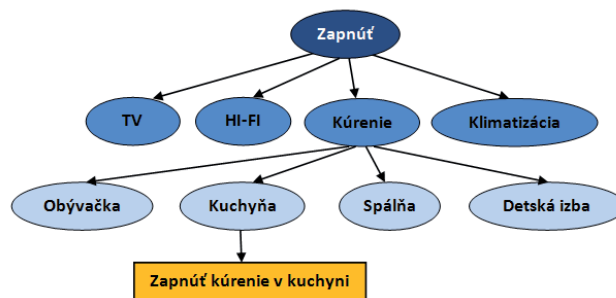 Zapnúť
TV
HI-FI
Kúrenie
Klimatizácia
Obývačka
Kuchyňa
Spálňa
Detská izba
Zapnúť kúrenie v kuchyni